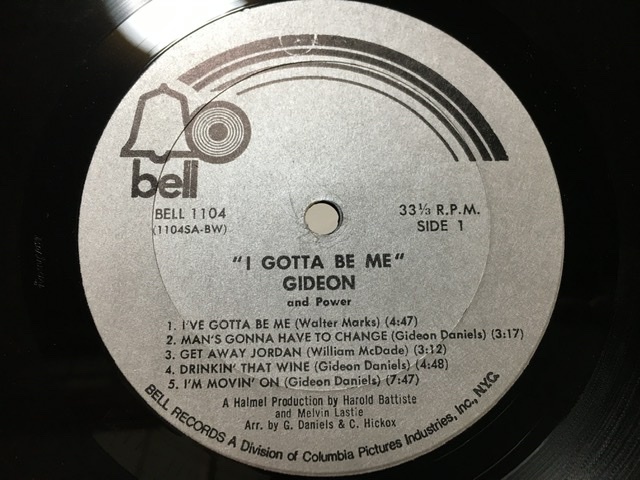 bell
BELL 1104
(1104SA-BW)
33⅓ R.P.M.
SIDE 1
"I GOTTA BE ME"
GIDEON
and Power
1. I'VE GOTTA BE ME (Walter Marks) (4:47)
2. MAN'S GONNA HAVE TO CHANGE (Gideon Daniels) (3:17)
3. GET AWAY JORDAN (William McDade) (3:12)
4. DRINKIN' THAT WINE (Gideon Daniels) (4:48)
5. I'M MOVIN' ON (Gideon Daniels) (7:47)
A Halmel Production by Harold Battiste
and Melvin Lastie
Arr. by G. Daniels & C. Hickox
BELL RECORDS A Division of Columbia Pictures Industries, Inc., N.Y.C.